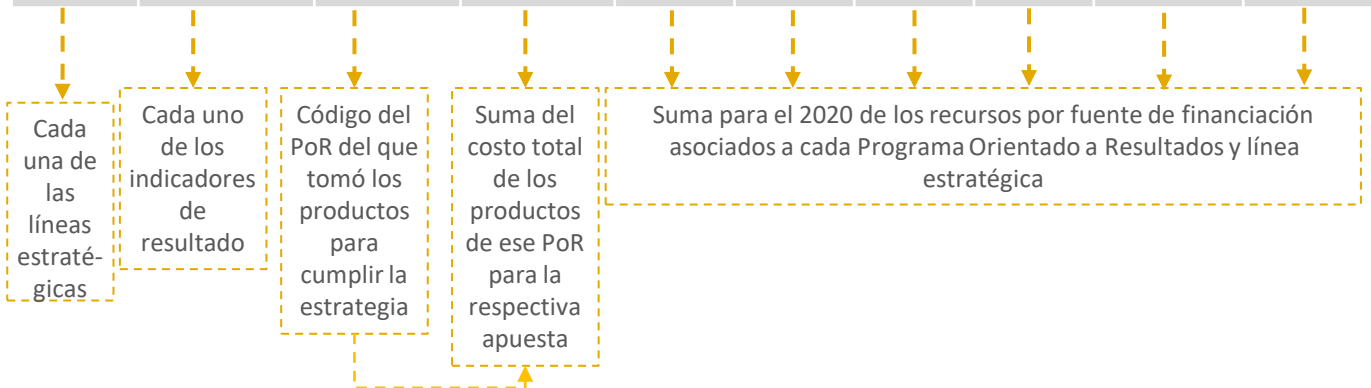 Cada
una de
las
líneas
estraté-
gicas
Cada uno
de los
indicadores
de
resultado
Código del
PoR del que
tomó los
productos
para
cumplir la
estrategia
Suma del
costo total
de los
productos
de ese PoR
para la
respectiva
apuesta
Suma para el 2020 de los recursos por fuente de financiación
asociados a cada Programa Orientado a Resultados y línea
estratégica